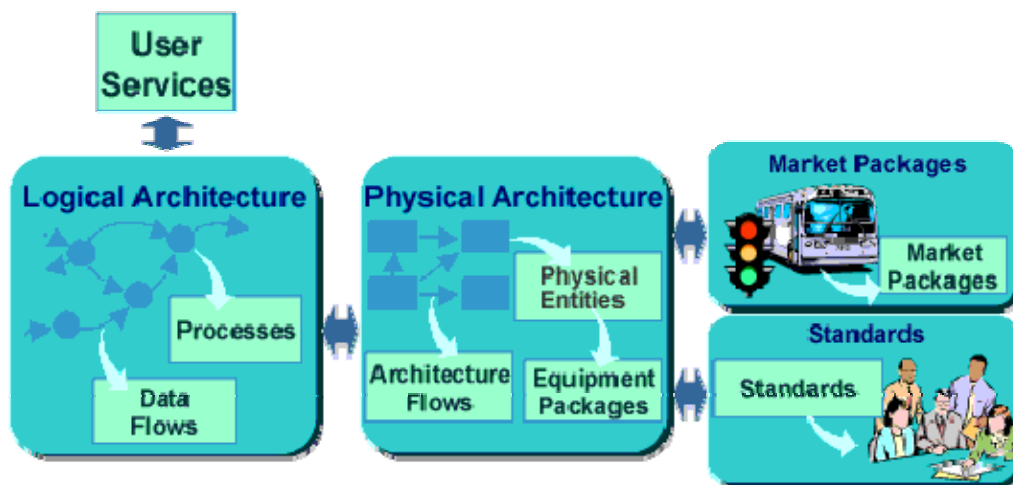 User
Services
Logical Architecture
Processes
Data
Flows
Physical Architecture
Physical
Entities
Architecture
Flows
Equipment
Packages
Market Packages
Market
Packages
Standards
Standards